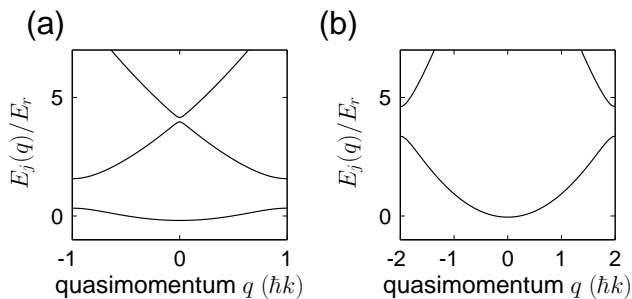 (a)
(b)
E_j(q)/E_r
5
0
-1
0
1
quasimomentum q (ħk)
E_j(q)/E_r
5
0
-2
-1
0
1
2
quasimomentum q (ħk)